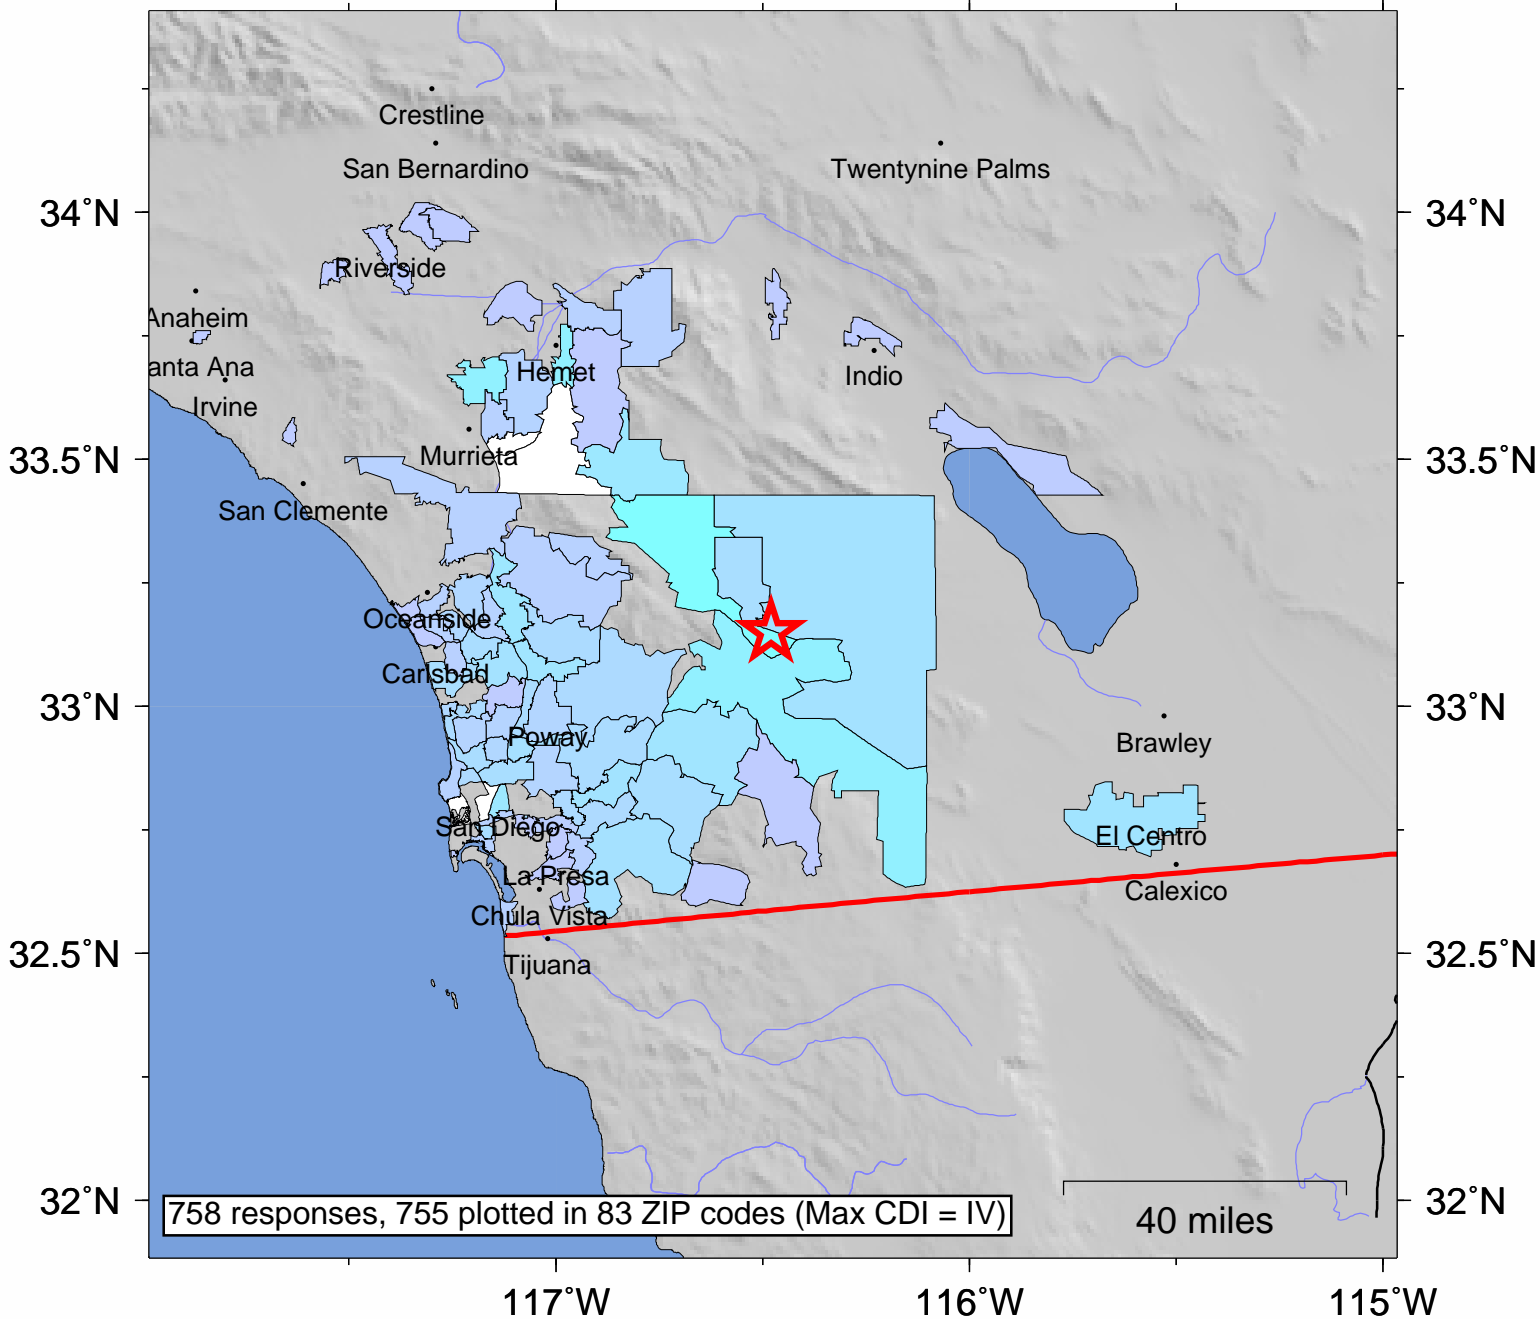 Crestline
San Bernardino
Twentynine Palms
34°N
34°N
Riverside
Anaheim
anta Ana
Hemet
Indio
Irvine
Murrieta
33.5°N
33.5°N
San Clemente
Oceanside
Carlsbad
33°N
33°N
Poway
Brawley
San Diego
El Centro
La Presa
Calexico
Chula Vista
32.5°N
32.5°N
Tijuana
32°N
32°N
758 responses, 755 plotted in 83 ZIP codes (Max CDI = IV)
40 miles
117°W
116°W
115°W